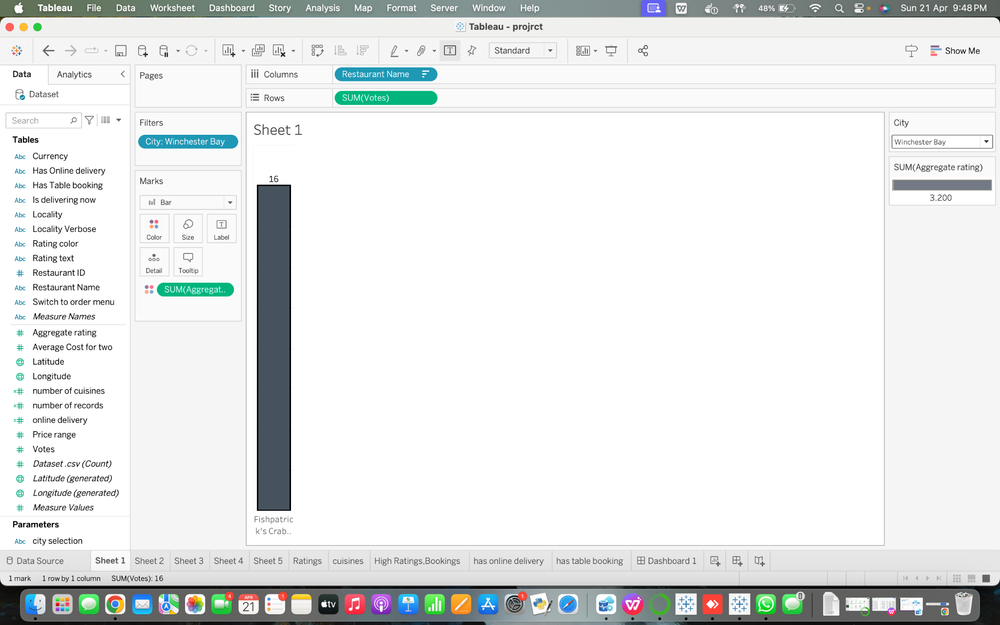 Tableau File Data Worksheet Dashboard Story Analysis Map Format Server Window Help 48% Sun 21 Apr 9:48 PM
Tableau - projrct
Standard Show Me
Data Analytics
Dataset
Search
Tables
Abc Currency
Abc Has Online delivery
Abc Has Table booking
Abc Is delivering now
Abc Locality
Abc Locality Verbose
Abc Rating color
Abc Rating text
# Restaurant ID
Abc Restaurant Name
Abc Switch to order menu
Abc Measure Names
# Aggregate rating
# Average Cost for two
Latitude
Longitude
=# number of cuisines
=# number of records
=# online delivery
# Price range
# Votes
# Dataset .csv (Count)
Latitude (generated)
Longitude (generated)
# Measure Values
Parameters
Abc city selection
Pages
Filters
City: Winchester Bay
Marks
Bar
Color Size Label
Detail Tooltip
SUM(Aggregat..
Columns Restaurant Name
Rows SUM(Votes)
Sheet 1
16
Fishpatric
k's Crab..
City
Winchester Bay
SUM(Aggregate rating)
3.200
Data Source Sheet 1 Sheet 2 Sheet 3 Sheet 4 Sheet 5 Ratings cuisines High Ratings,Bookings has online delivery has table booking Dashboard 1
1 mark 1 row by 1 column SUM(Votes): 16
4 APR 21 1 tv 1 TXT